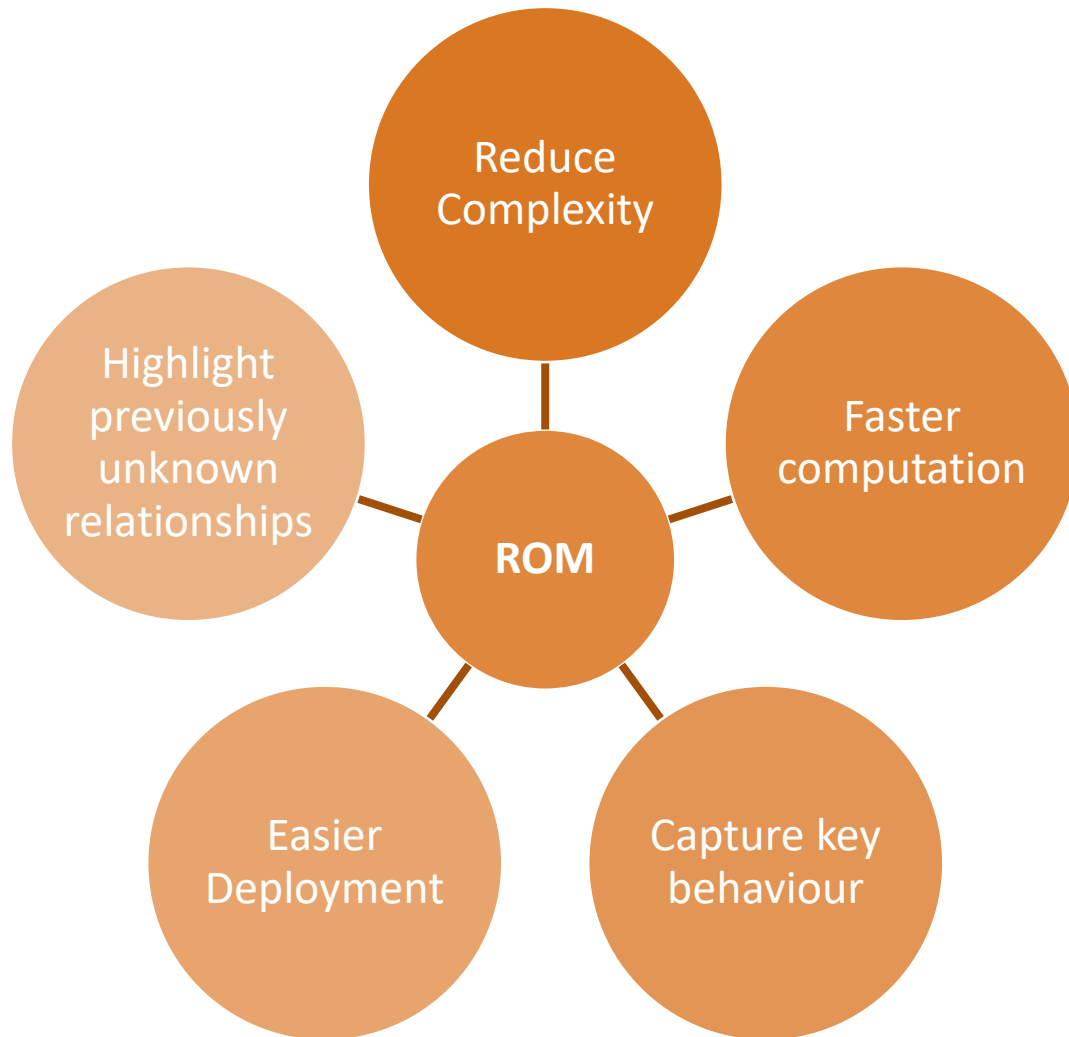 Reduce
Complexity
Faster
computation
Capture key
behaviour
Easier
Deployment
Highlight
previously
unknown
relationships
ROM